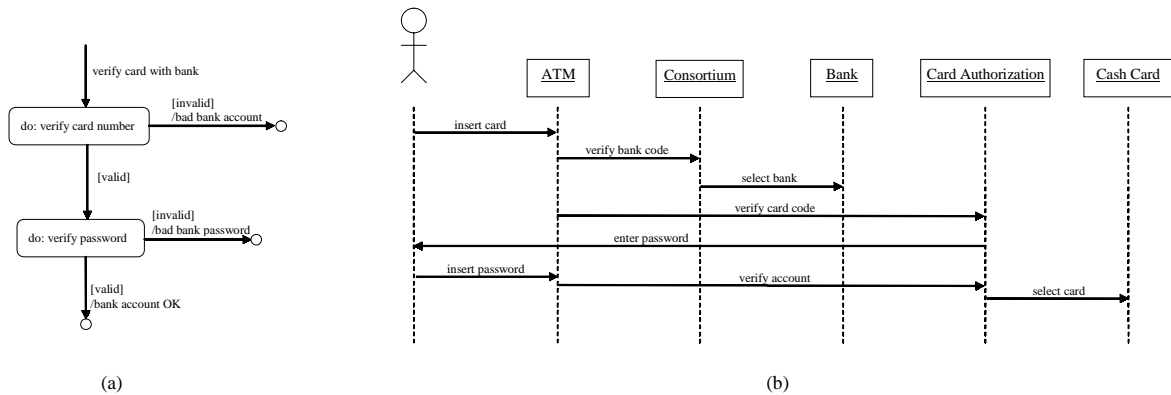 verify card with bank
do: verify card number
[invalid]
/bad bank account
[valid]
do: verify password
[invalid]
/bad bank password
[valid]
/bank account OK
(a)
ATM
Consortium
Bank
Card Authorization
Cash Card
insert card
verify bank code
select bank
verify card code
enter password
insert password
verify account
select card
(b)